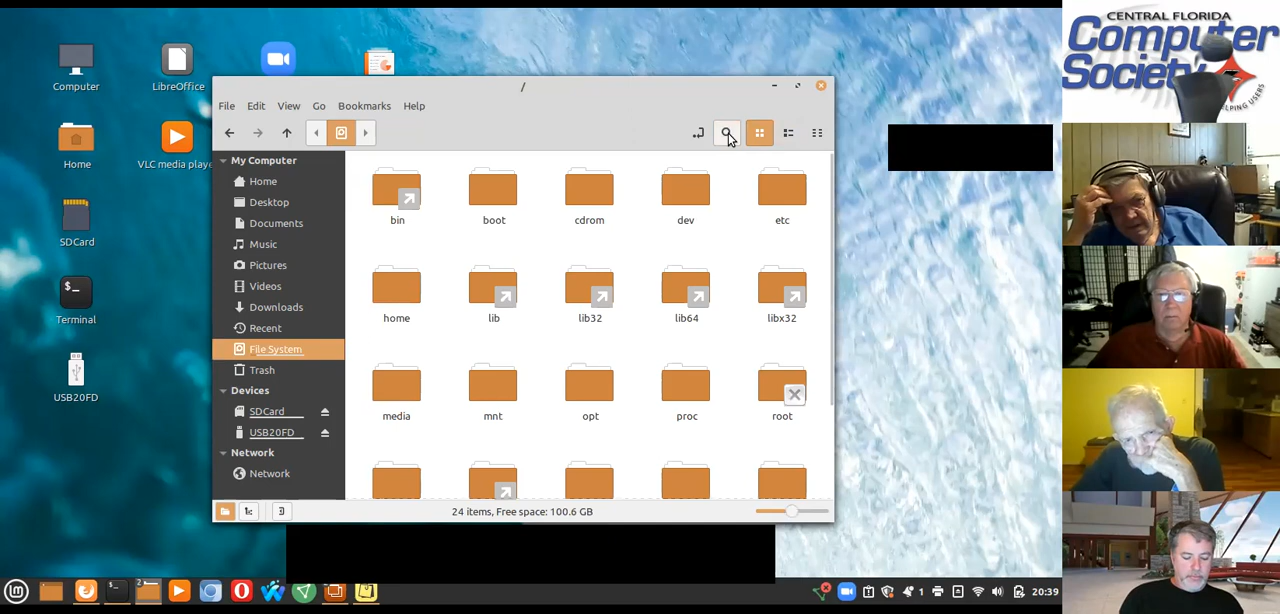 Computer
LibreOffice
Home
VLC media playe
SDCard
$_
Terminal
USB20FD
/
File Edit View Go Bookmarks Help
My Computer
Home
Desktop
Documents
Music
Pictures
Videos
Downloads
Recent
File System
Trash
Devices
SDCard
USB20FD
Network
Network
bin boot cdrom dev etc
home lib lib32 lib64 libx32
media mnt opt proc root
24 items, Free space: 100.6 GB
1
20:39
CENTRAL FLORIDA
Computer
Society
HELPING USERS